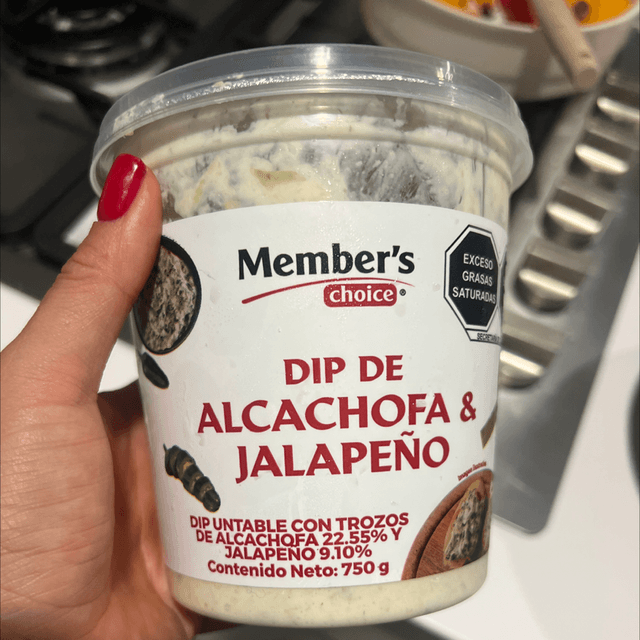 Member's
choice®
EXCESO
GRASAS
SATURADAS
DIP DE
ALCACHOFA &
JALAPEÑO
DIP UNTABLE CON TROZOS
DE ALCACHOFA 22.55% Y
JALAPEÑO 9.10%
Contenido Neto: 750 g